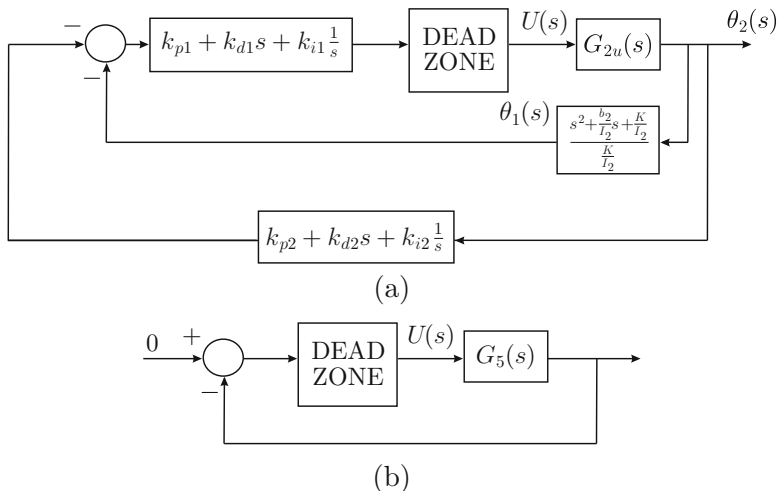 − k_{p1} + k_{d1}s + k_{i1}\frac{1}{s} DEAD ZONE U(s) G_{2u}(s) θ_2(s)
−
θ_1(s) \frac{s^2+\frac{b_2}{I_2}s+\frac{K}{I_2}}{\frac{K}{I_2}}
k_{p2} + k_{d2}s + k_{i2}\frac{1}{s}
(a)
0 + DEAD ZONE U(s) G_5(s)
−
(b)